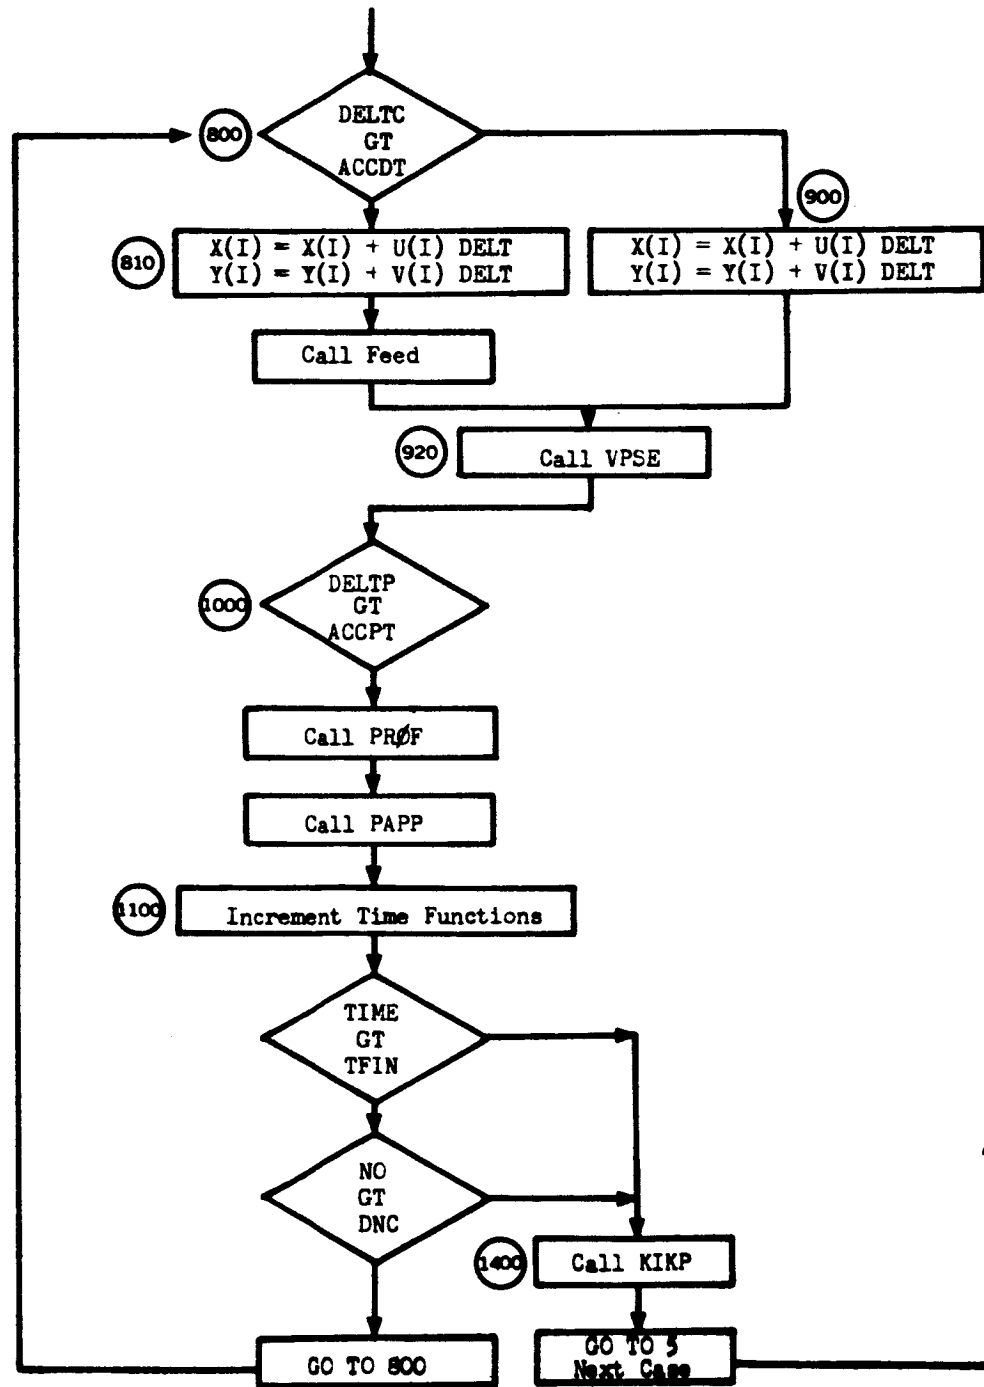 DELTC
GT
ACCDT
800
900
X(I) = X(I) + U(I) DELT
Y(I) = Y(I) + V(I) DELT
810
X(I) = X(I) + U(I) DELT
Y(I) = Y(I) + V(I) DELT
Call Feed
920
Call VPSE
DELTP
GT
ACCPT
1000
Call PRØF
Call PAPP
1100
Increment Time Functions
TIME
GT
TFIN
NO
GT
DNC
1400
Call KIKP
GO TO 800
GO TO 5
Next Case